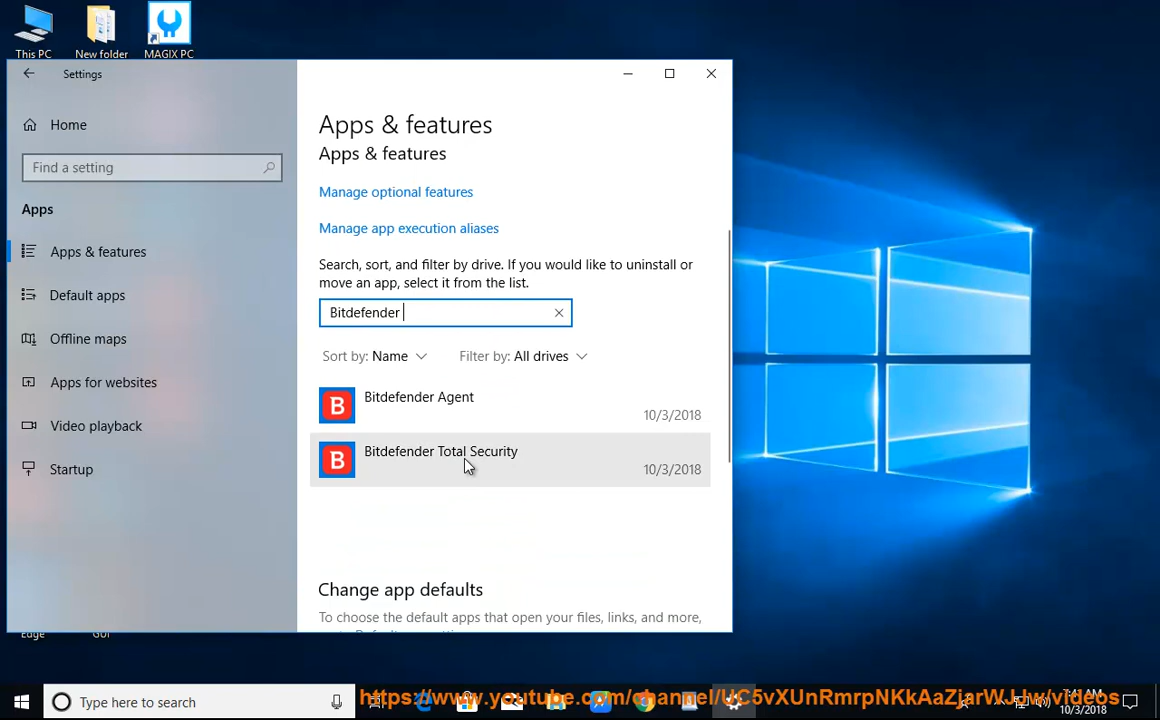 This PC
New folder
MAGIX PC
Settings
Home
Find a setting
Apps
Apps & features
Default apps
Offline maps
Apps for websites
Video playback
Startup
Apps & features
Apps & features
Manage optional features
Manage app execution aliases
Search, sort, and filter by drive. If you would like to uninstall or
move an app, select it from the list.
Bitdefender
Sort by: Name
Filter by: All drives
B
Bitdefender Agent
10/3/2018
B
Bitdefender Total Security
10/3/2018
Change app defaults
To choose the default apps that open your files, links, and more,
Edge
Type here to search
10/3/2018